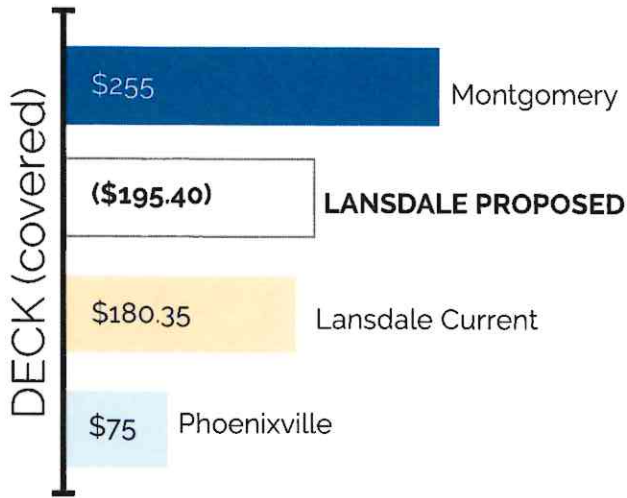 DECK (covered)
$255
Montgomery
($195.40)
LANSDALE PROPOSED
$180.35
Lansdale Current
$75
Phoenixville